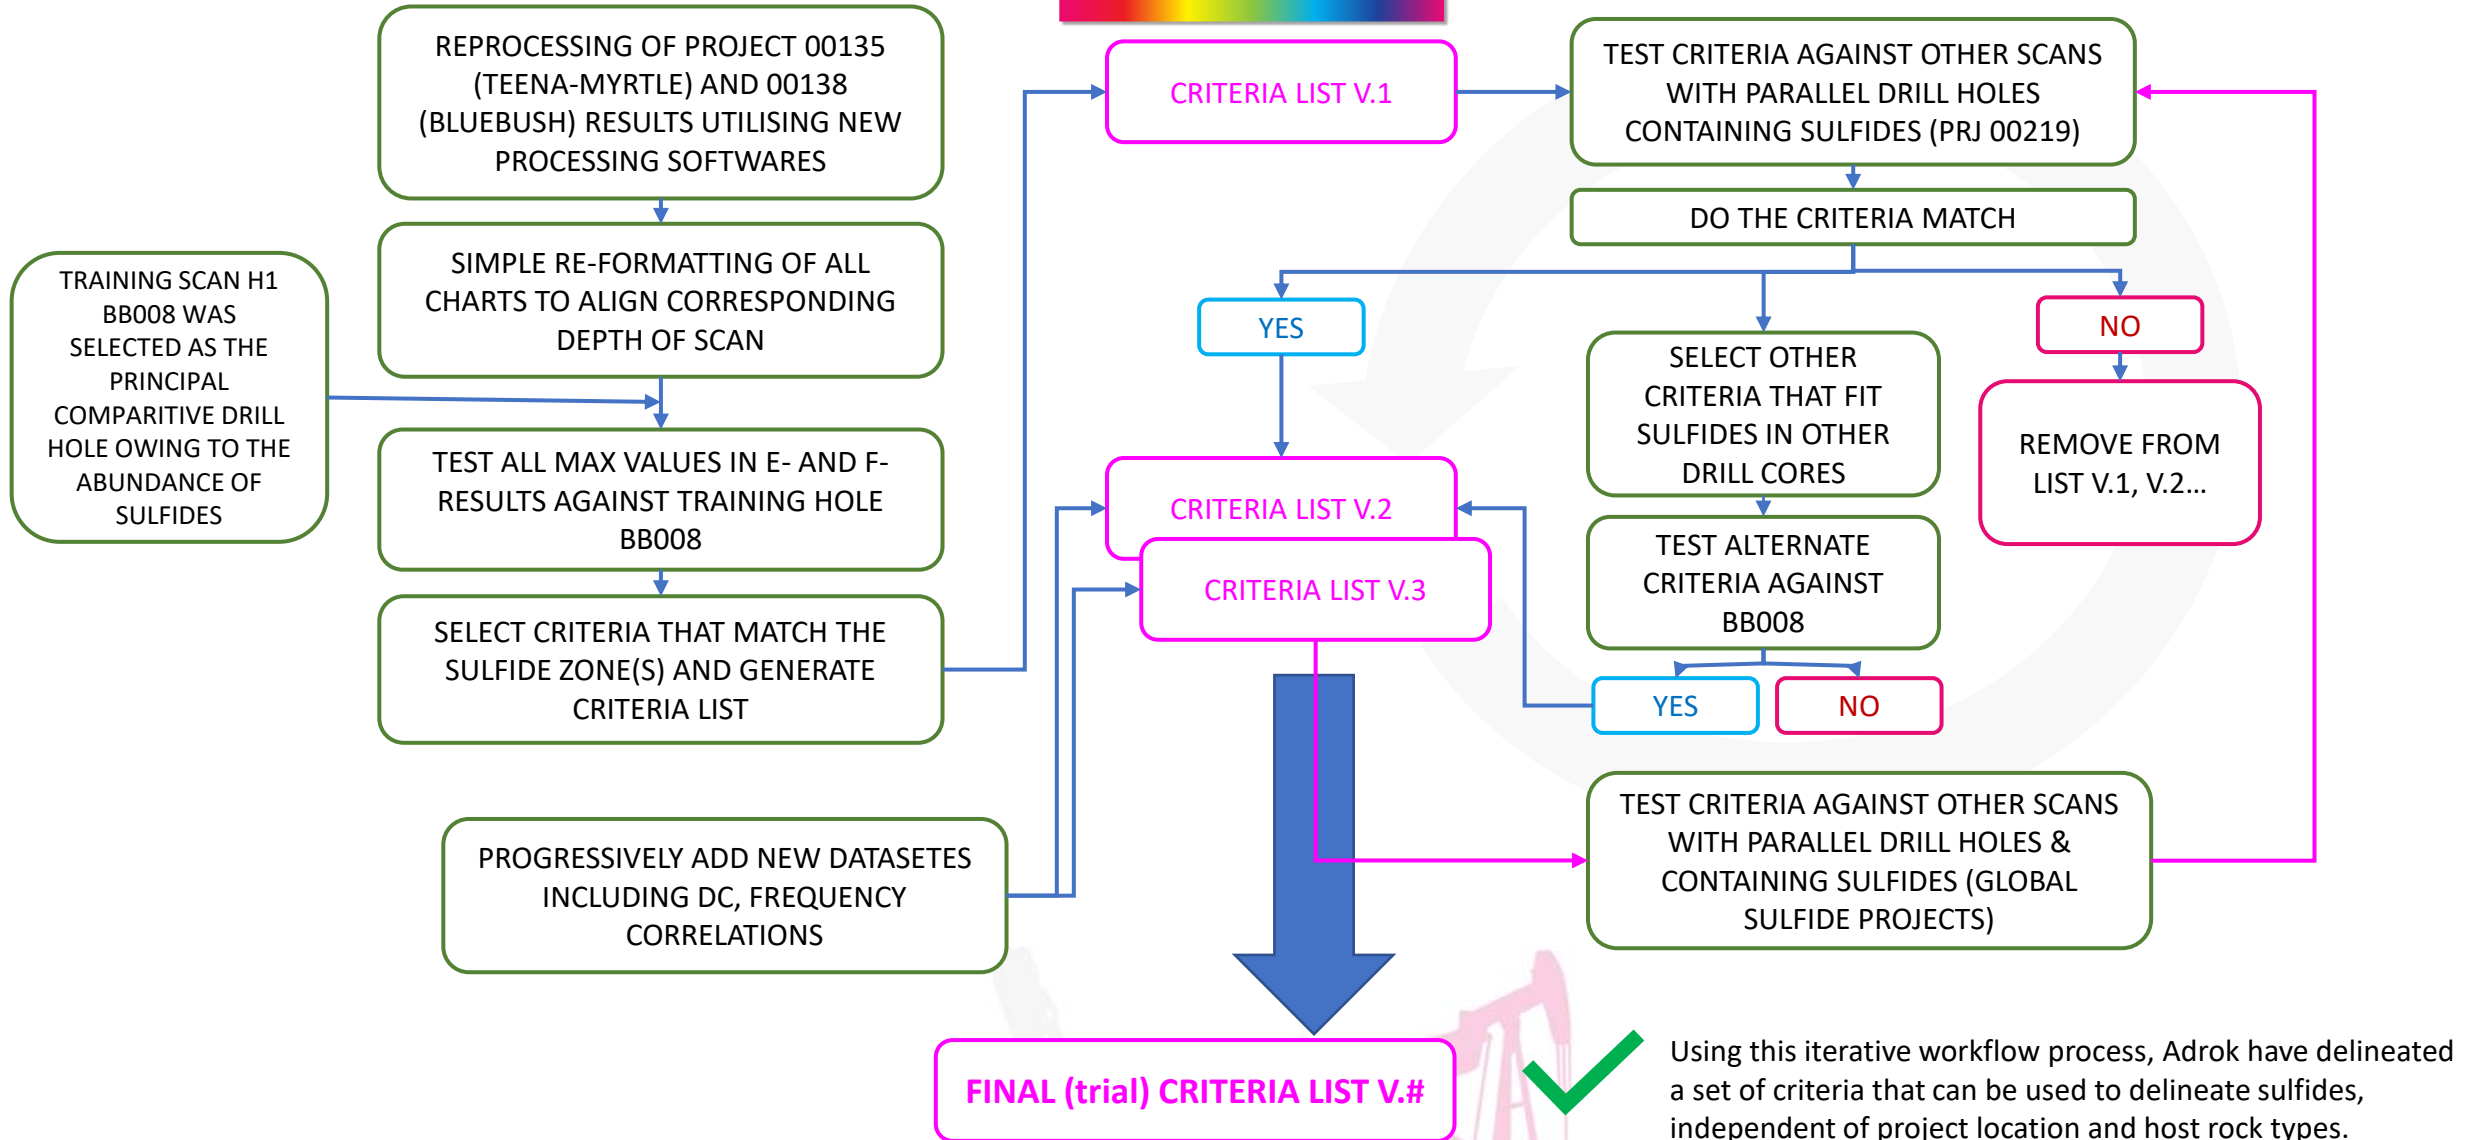 REPROCESSING OF PROJECT 00135
(TEENA-MYRTLE) AND 00138
(BLUEBUSH) RESULTS UTILISING NEW
PROCESSING SOFTWARES
SIMPLE RE-FORMATTING OF ALL
CHARTS TO ALIGN CORRESPONDING
DEPTH OF SCAN
TRAINING SCAN H1
BB008 WAS
SELECTED AS THE
PRINCIPAL
COMPARITIVE DRILL
HOLE OWING TO THE
ABUNDANCE OF
SULFIDES
TEST ALL MAX VALUES IN E- AND F-
RESULTS AGAINST TRAINING HOLE
BB008
SELECT CRITERIA THAT MATCH THE
SULFIDE ZONE(S) AND GENERATE
CRITERIA LIST
PROGRESSIVELY ADD NEW DATASETES
INCLUDING DC, FREQUENCY
CORRELATIONS
CRITERIA LIST V.1
TEST CRITERIA AGAINST OTHER SCANS
WITH PARALLEL DRILL HOLES
CONTAINING SULFIDES (PRJ 00219)
DO THE CRITERIA MATCH
YES
NO
SELECT OTHER
CRITERIA THAT FIT
SULFIDES IN OTHER
DRILL CORES
REMOVE FROM
LIST V.1, V.2...
CRITERIA LIST V.2
CRITERIA LIST V.3
TEST ALTERNATE
CRITERIA AGAINST
BB008
YES
NO
TEST CRITERIA AGAINST OTHER SCANS
WITH PARALLEL DRILL HOLES &
CONTAINING SULFIDES (GLOBAL
SULFIDE PROJECTS)
FINAL (trial) CRITERIA LIST V.#
Using this iterative workflow process, Adrok have delineated
a set of criteria that can be used to delineate sulfides,
independent of project location and host rock types.